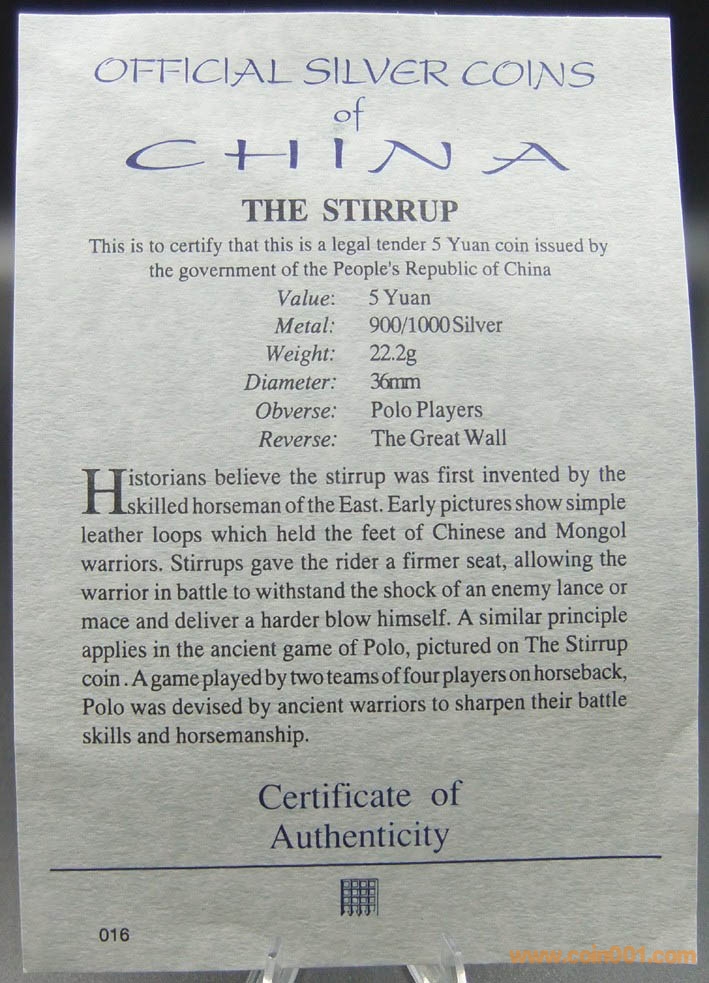 OFFICIAL SILVER COINS
of
CHINA
THE STIRRUP
This is to certify that this is a legal tender 5 Yuan coin issued by
the government of the People's Republic of China
Value: 5 Yuan
Metal: 900/1000 Silver
Weight: 22.2g
Diameter: 36mm
Obverse: Polo Players
Reverse: The Great Wall
Historians believe the stirrup was first invented by the
skilled horseman of the East. Early pictures show simple
leather loops which held the feet of Chinese and Mongol
warriors. Stirrups gave the rider a firmer seat, allowing the
warrior in battle to withstand the shock of an enemy lance or
mace and deliver a harder blow himself. A similar principle
applies in the ancient game of Polo, pictured on The Stirrup
coin . A game played by two teams of four players on horseback,
Polo was devised by ancient warriors to sharpen their battle
skills and horsemanship.
Certificate of
Authenticity
016
www.coin001.com